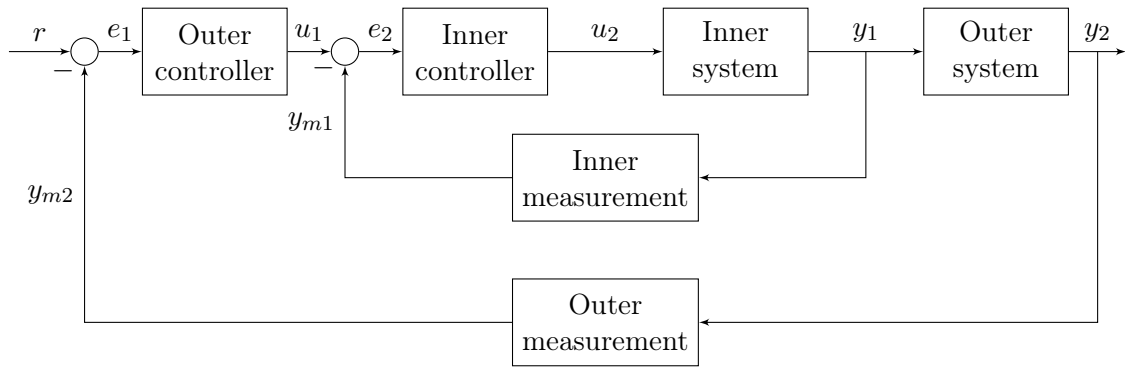 r
−
e₁
Outer
controller
u₁
−
e₂
Inner
controller
u₂
Inner
system
y₁
Outer
system
y₂
yₘ₁
Inner
measurement
yₘ₂
Outer
measurement